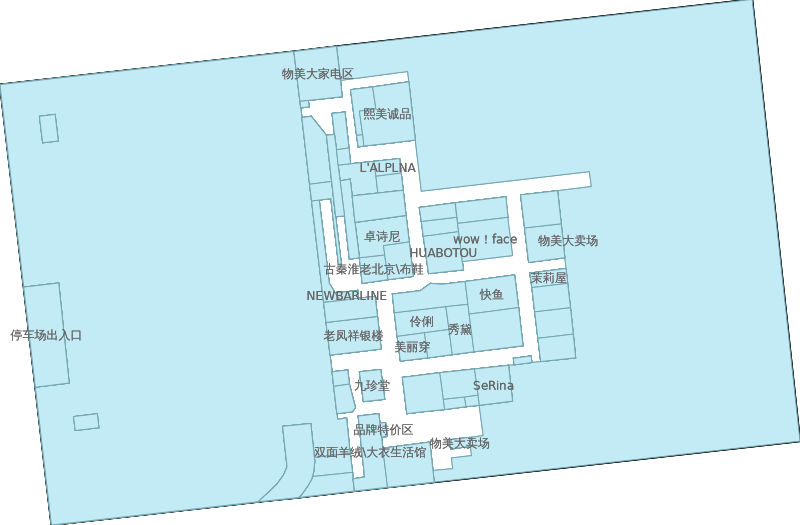 物美大家电区
熙美诚品
L'ALPLNA
卓诗尼
wow！face
物美大卖场
HUABOTOU
古秦淮老北京\布鞋
茉莉屋
NEWBARLINE
快鱼
伶俐
秀黛
停车场出入口
老凤祥银楼
美丽穿
九珍堂
SeRina
品牌特价区
物美大卖场
双面羊绒\大衣生活馆